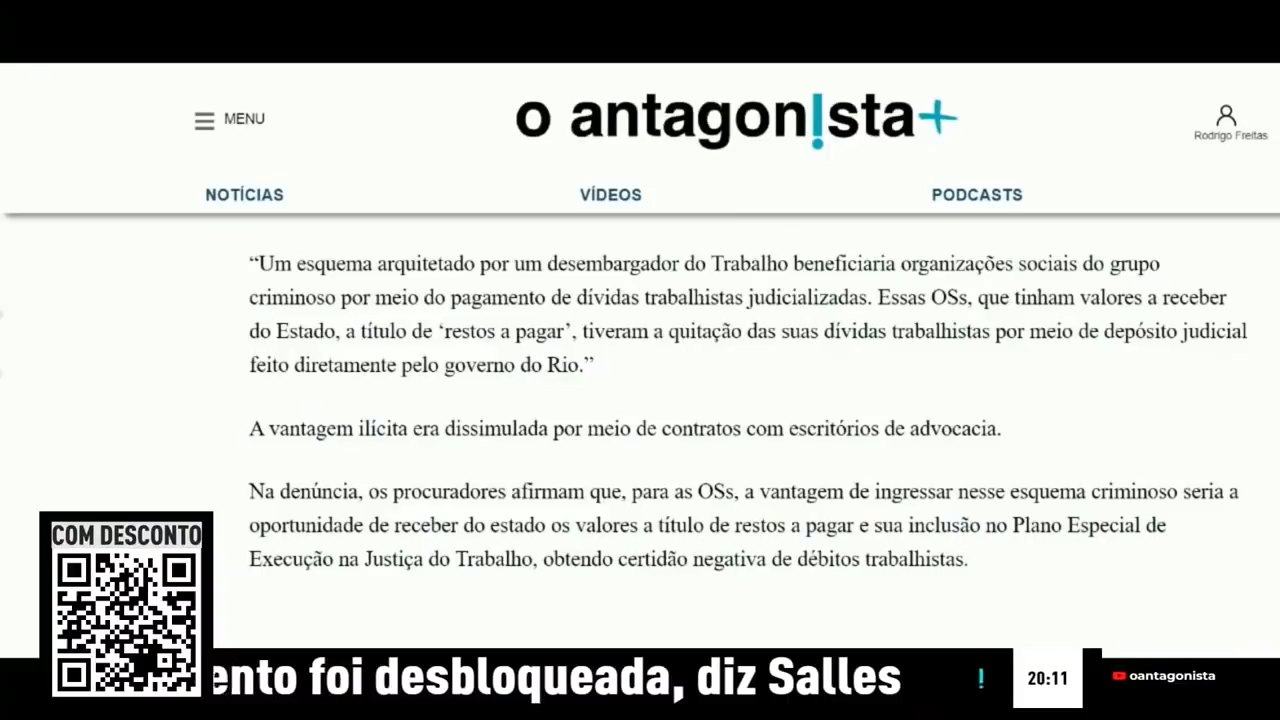 MENU
o antagon!sta+
Rodrigo Freitas
NOTÍCIAS
VÍDEOS
PODCASTS
“Um esquema arquitetado por um desembargador do Trabalho beneficiaria organizações sociais do grupo
criminoso por meio do pagamento de dívidas trabalhistas judicializadas. Essas OSs, que tinham valores a receber
do Estado, a título de ‘restos a pagar’, tiveram a quitação das suas dívidas trabalhistas por meio de depósito judicial
feito diretamente pelo governo do Rio.”
A vantagem ilícita era dissimulada por meio de contratos com escritórios de advocacia.
Na denúncia, os procuradores afirmam que, para as OSs, a vantagem de ingressar nesse esquema criminoso seria a
oportunidade de receber do estado os valores a título de restos a pagar e sua inclusão no Plano Especial de
Execução na Justiça do Trabalho, obtendo certidão negativa de débitos trabalhistas.
COM DESCONTO
ento foi desbloqueada, diz Salles
!
20:11
oantagonista